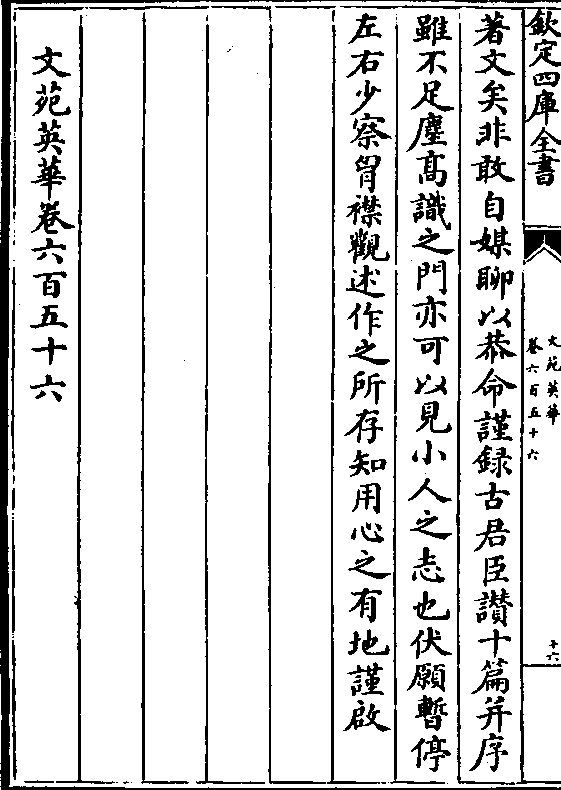 欽定四庫全書
文苑英華
卷六百五十六
十六
著文矣非敢自媒聊以恭命謹録古君臣讃十篇并序
雖不足塵髙識之門亦可以見小人之志也伏願暫停
左右少察胷襟觀述作之所存知用心之有地謹啟
文苑英華卷六百五十六